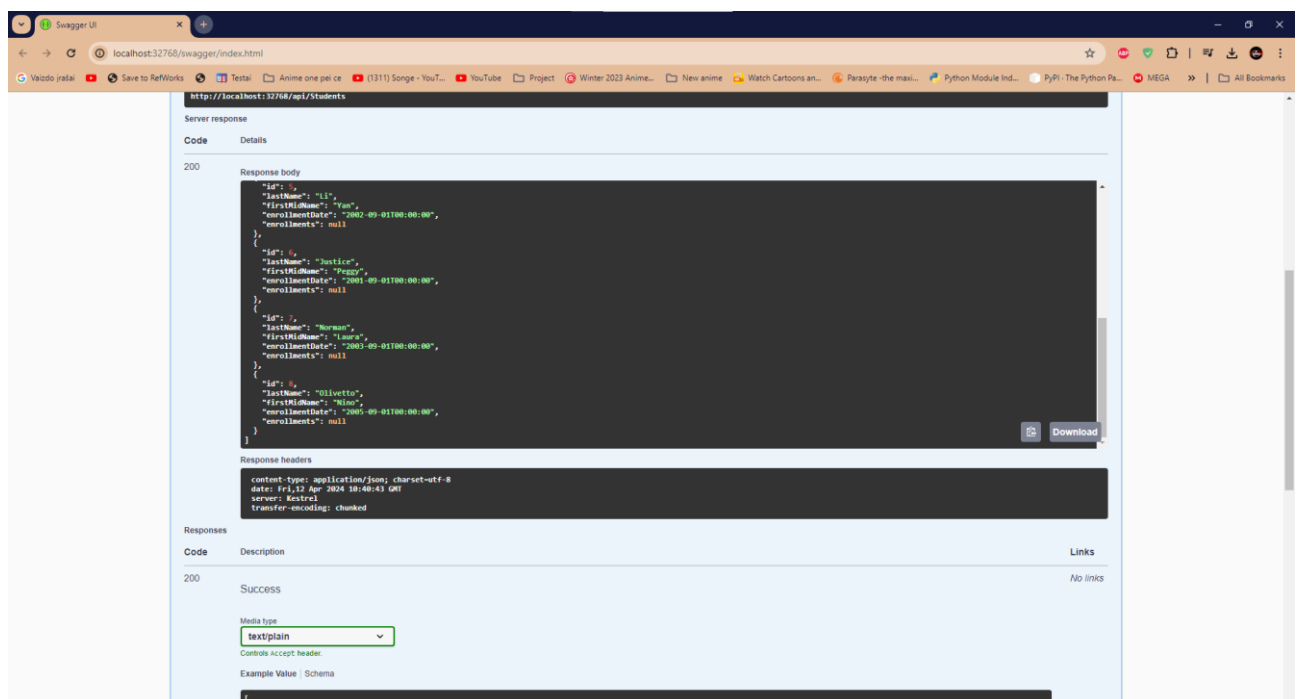 Swagger UI
localhost:32768/swagger/index.html
Vaizdo įrašai
Save to RefWorks
Testai
Anime one pei ce
(1311) Songe - YouT...
YouTube
Project
Winter 2023 Anime...
New anime
Watch Cartoons an...
Parasyte -the maxi...
Python Module Ind...
PyPI · The Python Pa...
MEGA
All Bookmarks
http://localhost:32768/api/Students
Server response
Code Details
200
Response body
"id": 5,
"lastName": "Li",
"firstMidName": "Yan",
"enrollmentDate": "2002-09-01T00:00:00",
"enrollments": null
},
{
"id": 6,
"lastName": "Justice",
"firstMidName": "Peggy",
"enrollmentDate": "2001-09-01T00:00:00",
"enrollments": null
},
{
"id": 7,
"lastName": "Norman",
"firstMidName": "Laura",
"enrollmentDate": "2003-09-01T00:00:00",
"enrollments": null
},
{
"id": 8,
"lastName": "Olivetto",
"firstMidName": "Nino",
"enrollmentDate": "2005-09-01T00:00:00",
"enrollments": null
}
]
Download
Response headers
content-type: application/json; charset=utf-8
date: Fri,12 Apr 2024 10:40:43 GMT
server: Kestrel
transfer-encoding: chunked
Responses
Code Description Links
200 Success No links
Media type
text/plain
Controls Accept header.
Example Value Schema
[